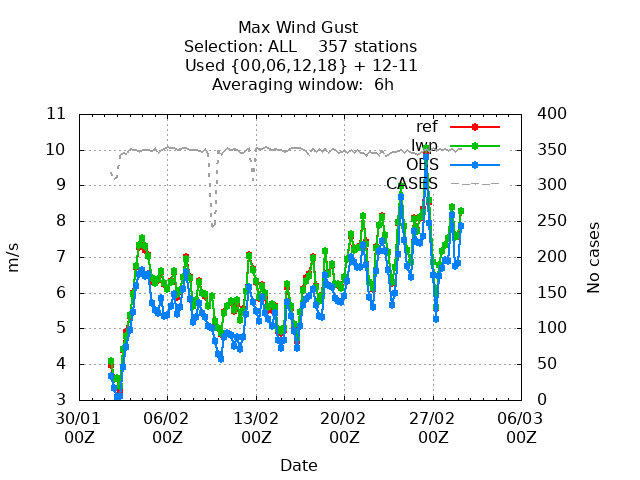 Max Wind Gust
Selection: ALL    357 stations
Used {00,06,12,18} + 12-11
Averaging window:  6h
11 400
10 350
9 300
8 250
7 200
6 150
5 100
4 50
3 0
ref
lwp
OBS
CASES
m/s
No cases
30/01 06/02 13/02 20/02 27/02 06/03
00Z 00Z 00Z 00Z 00Z 00Z
Date